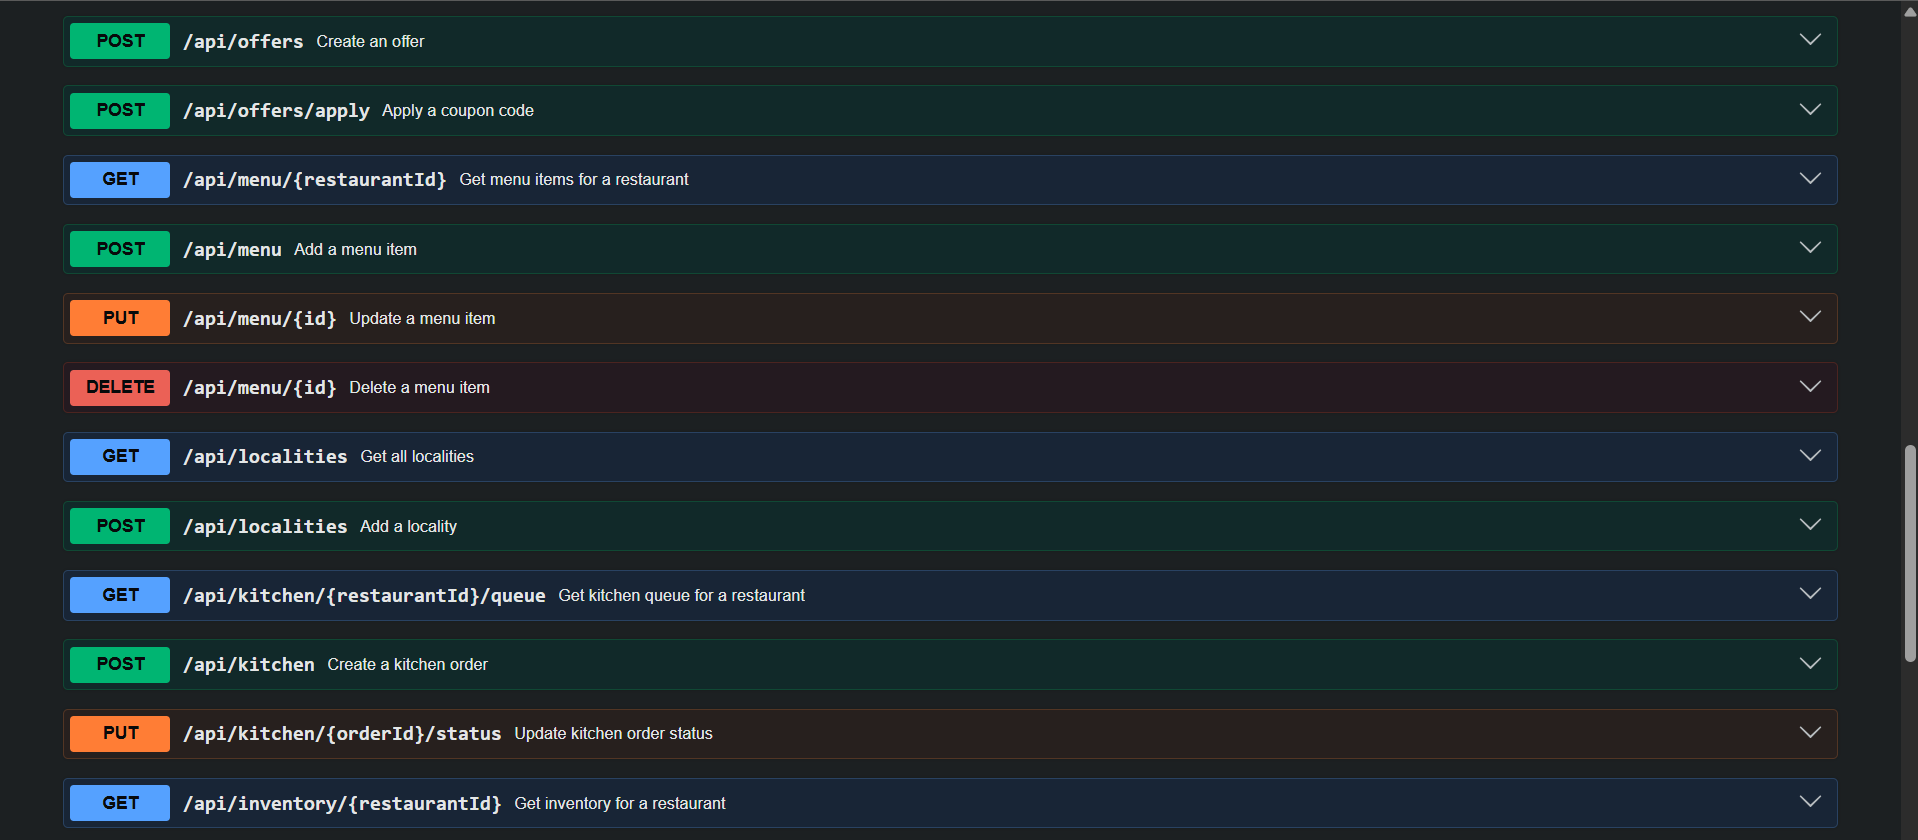 POST /api/offers Create an offer
POST /api/offers/apply Apply a coupon code
GET /api/menu/{restaurantId} Get menu items for a restaurant
POST /api/menu Add a menu item
PUT /api/menu/{id} Update a menu item
DELETE /api/menu/{id} Delete a menu item
GET /api/localities Get all localities
POST /api/localities Add a locality
GET /api/kitchen/{restaurantId}/queue Get kitchen queue for a restaurant
POST /api/kitchen Create a kitchen order
PUT /api/kitchen/{orderId}/status Update kitchen order status
GET /api/inventory/{restaurantId} Get inventory for a restaurant